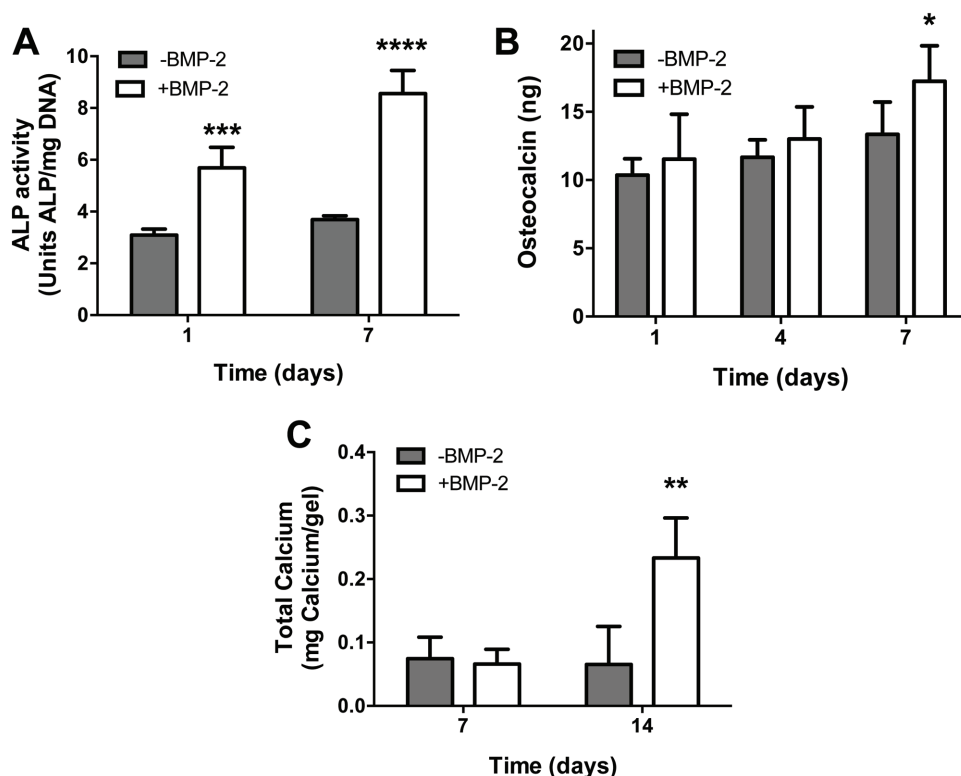 A
-BMP-2
+BMP-2
ALP activity
(Units ALP/mg DNA)
10
8
6
4
2
0
***
****
1
7
Time (days)
B
-BMP-2
+BMP-2
Osteocalcin (ng)
20
15
10
5
0
*
1
4
7
Time (days)
C
-BMP-2
+BMP-2
Total Calcium
(mg Calcium/gel)
0.4
0.3
0.2
0.1
0.0
**
7
14
Time (days)